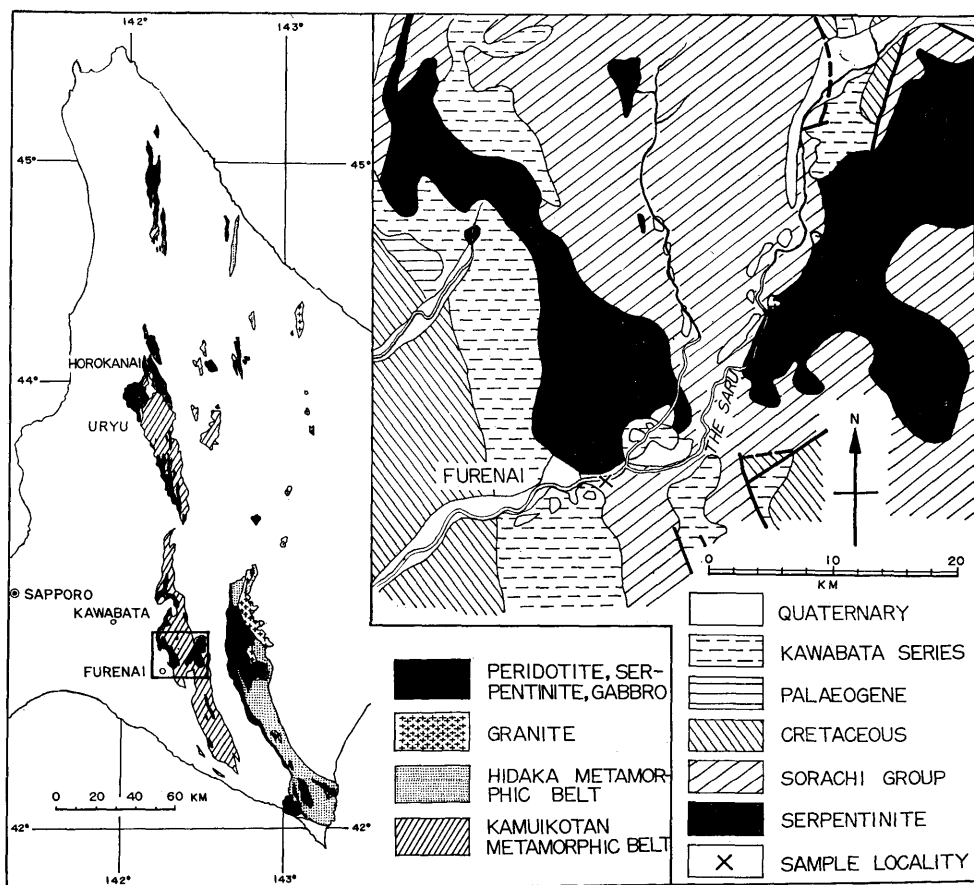 142°
143°
45°
45°
HOROKANAI
44°
URYU
SAPPORO
KAWABATA
FURENAI
0 20 40 60 KM
42°
42°
142°
143°
FURENAI
THE SARU
N
0 10 20
KM
PERIDOTITE, SER-
PENTINITE, GABBRO
GRANITE
HIDAKA METAMOR-
PHIC BELT
KAMUIKOTAN
METAMORPHIC BELT
QUATERNARY
KAWABATA SERIES
PALAEOGENE
CRETACEOUS
SORACHI GROUP
SERPENTINITE
SAMPLE LOCALITY